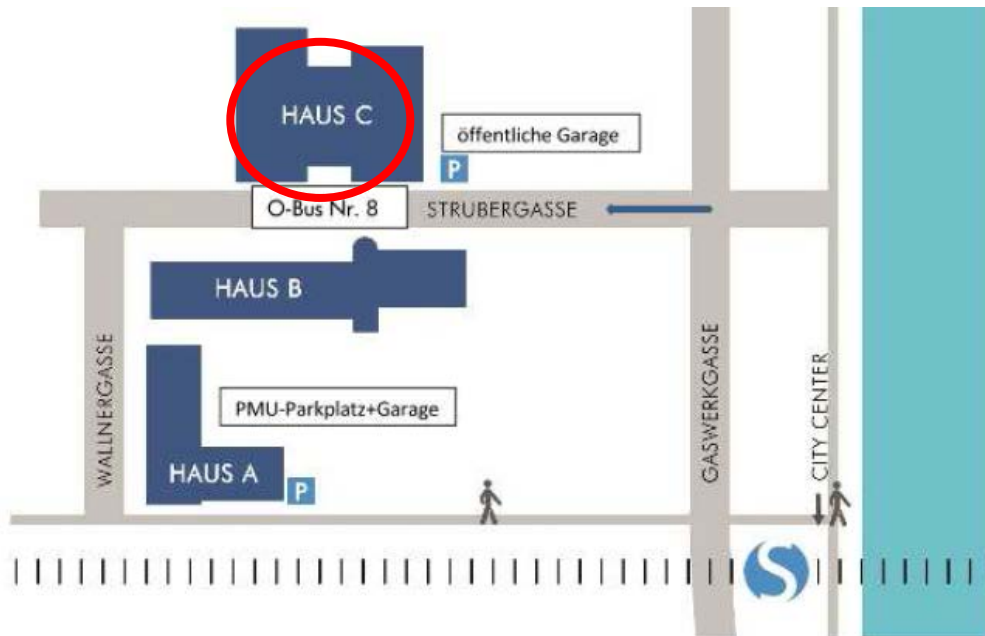 HAUS C
öffentliche Garage
P
O-Bus Nr. 8
STRUBERGASSE
HAUS B
WALLNERGASSE
PMU-Parkplatz+Garage
HAUS A
P
GASWERKGASSE
CITY CENTER
S